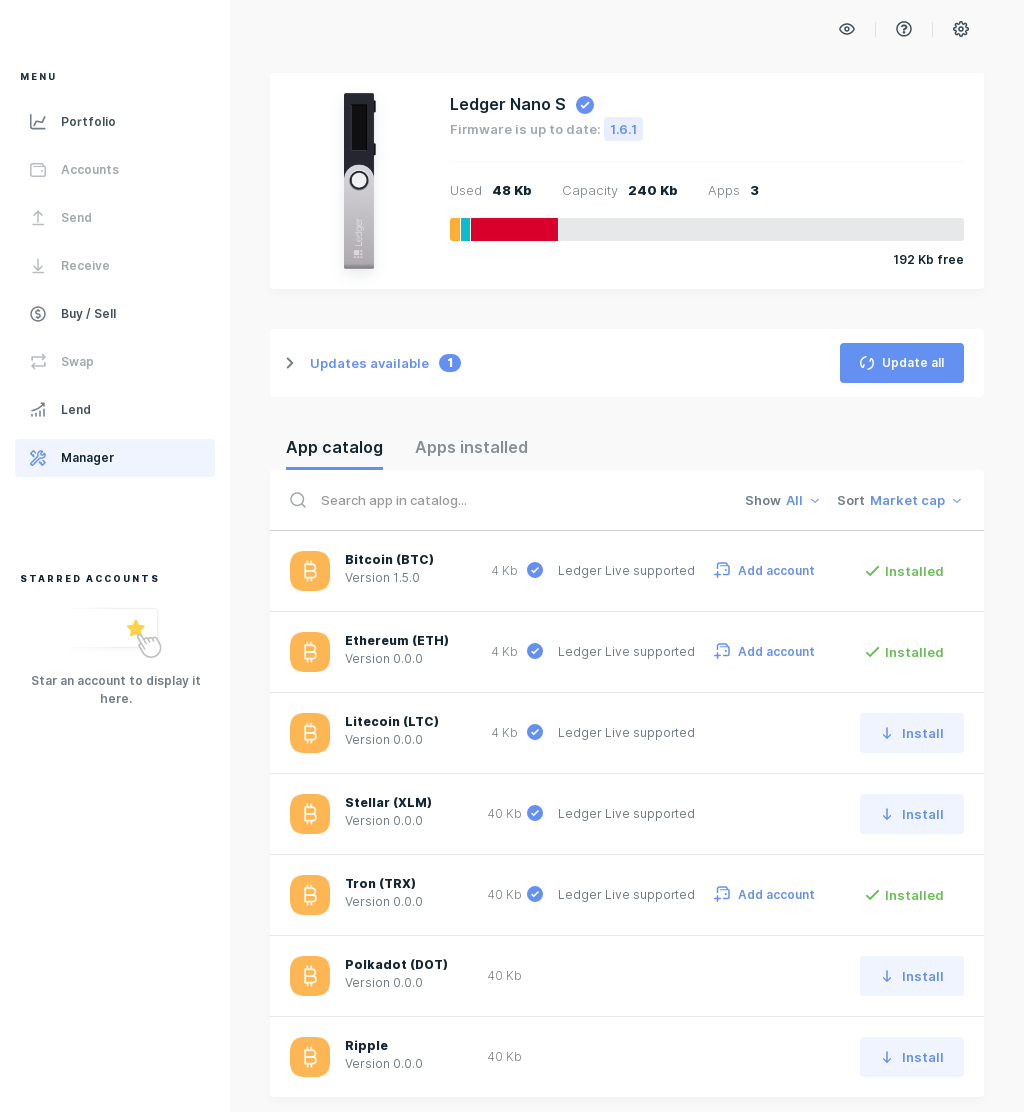 MENU
Portfolio
Accounts
Send
Receive
Buy / Sell
Swap
Lend
Manager
STARRED ACCOUNTS
Star an account to display it
here.
Ledger
Ledger Nano S
Firmware is up to date: 1.6.1
Used 48 Kb Capacity 240 Kb Apps 3
192 Kb free
Updates available 1 Update all
App catalog Apps installed
Search app in catalog... Show All Sort Market cap
Bitcoin (BTC)
Version 1.5.0
4 Kb Ledger Live supported Add account Installed
Ethereum (ETH)
Version 0.0.0
4 Kb Ledger Live supported Add account Installed
Litecoin (LTC)
Version 0.0.0
4 Kb Ledger Live supported Install
Stellar (XLM)
Version 0.0.0
40 Kb Ledger Live supported Install
Tron (TRX)
Version 0.0.0
40 Kb Ledger Live supported Add account Installed
Polkadot (DOT)
Version 0.0.0
40 Kb Install
Ripple
Version 0.0.0
40 Kb Install